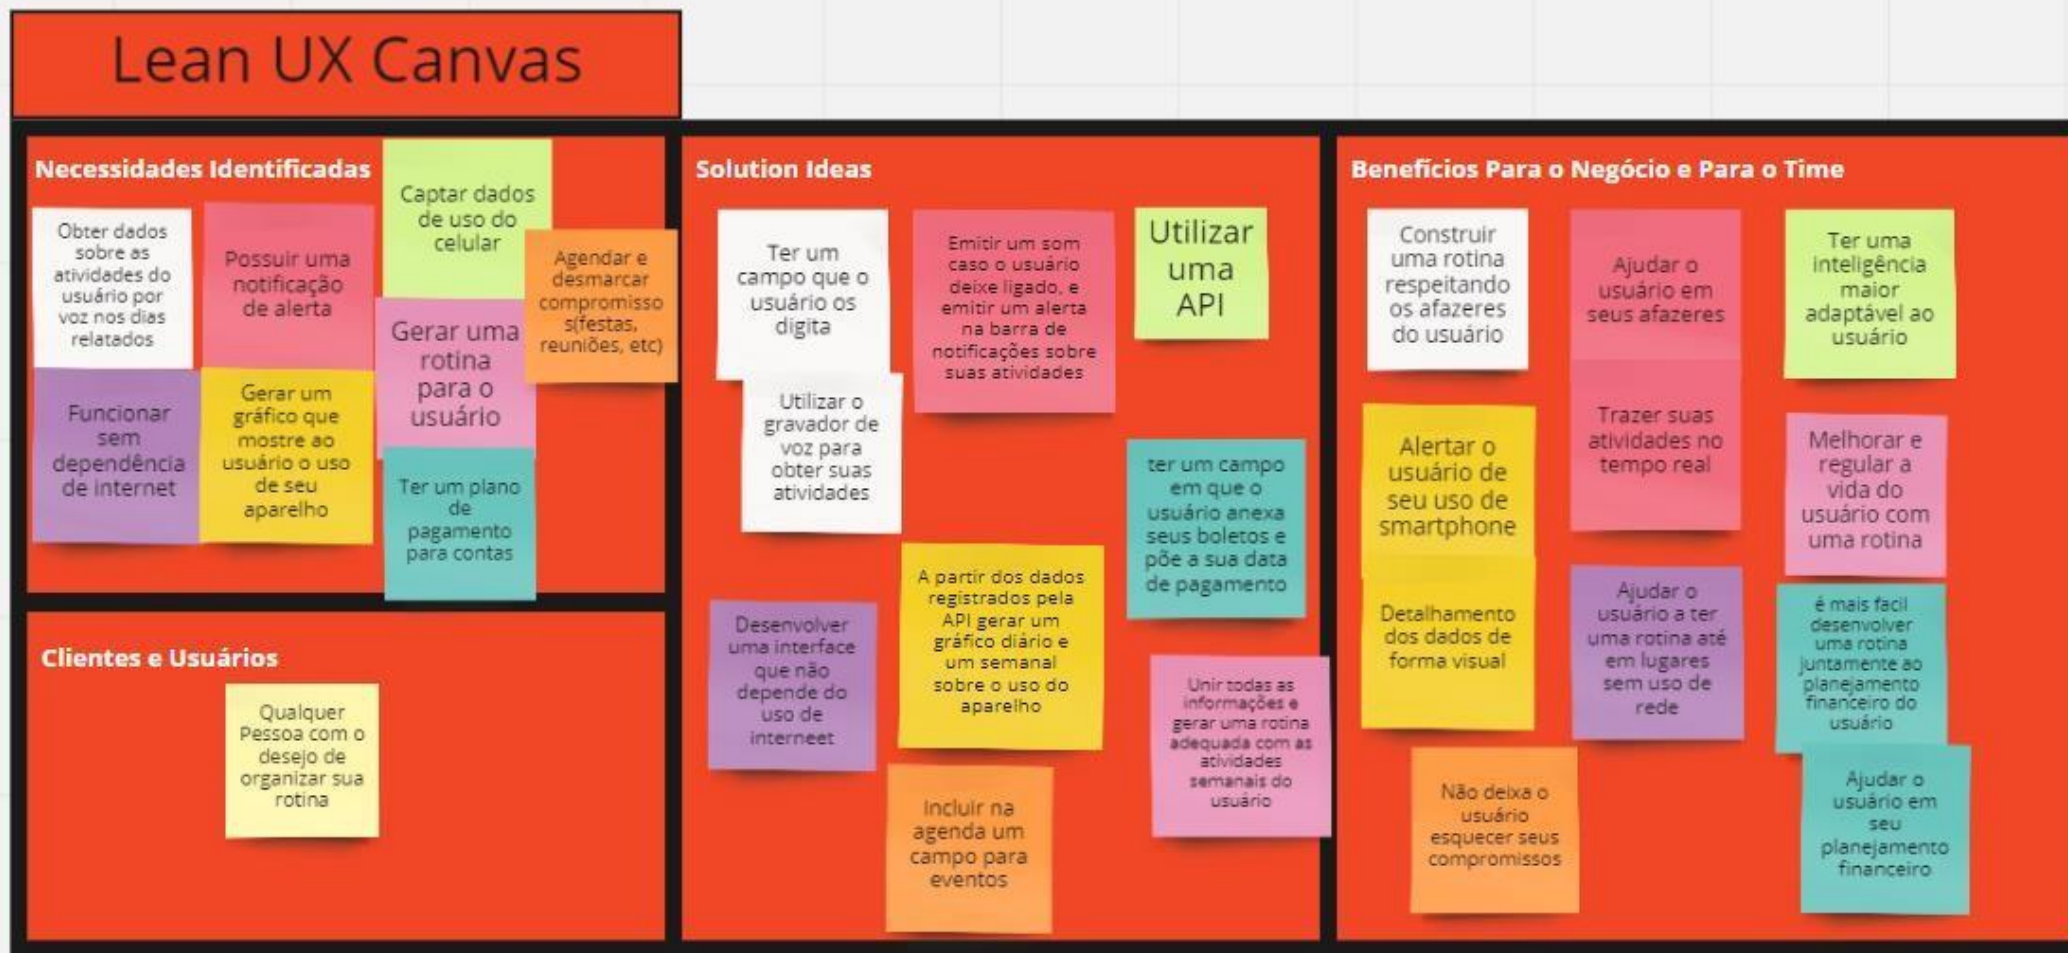 Lean UX Canvas
Necessidades Identificadas
Obter dados
sobre as
atividades do
usuário por
voz nos dias
relatados
Possuir uma
notificação
de alerta
Captar dados
de uso do
celular
Agendar e
desmarcar
compromisso
s(festas,
reuniões, etc)
Gerar uma
rotina
para o
usuário
Funcionar
sem
dependência
de internet
Gerar um
gráfico que
mostre ao
usuário o uso
de seu
aparelho
Ter um plano
de
pagamento
para contas
Clientes e Usuários
Qualquer
Pessoa com o
desejo de
organizar sua
rotina
Solution Ideas
Ter um
campo que o
usuário os
digita
Emitir um som
caso o usuário
deixe ligado, e
emitir um alerta
na barra de
notificações sobre
suas atividades
Utilizar
uma
API
Utilizar o
gravador de
voz para
obter suas
atividades
ter um campo
em que o
usuário anexa
seus boletos e
põe a sua data
de pagamento
Desenvolver
uma interface
que não
depende do
uso de
interneet
A partir dos dados
registrados pela
API gerar um
gráfico diário e
um semanal
sobre o uso do
aparelho
Unir todas as
informações e
gerar uma rotina
adequada com as
atividades
semanais do
usuário
Incluir na
agenda um
campo para
eventos
Benefícios Para o Negócio e Para o Time
Construir
uma rotina
respeitando
os afazeres
do usuário
Ajudar o
usuário em
seus afazeres
Ter uma
inteligência
maior
adaptável ao
usuário
Alertar o
usuário de
seu uso de
smartphone
Trazer suas
atividades no
tempo real
Melhorar e
regular a
vida do
usuário com
uma rotina
Detalhamento
dos dados de
forma visual
Ajudar o
usuário a ter
uma rotina até
em lugares
sem uso de
rede
é mais facil
desenvolver
uma rotina
juntamente ao
planejamento
financeiro do
usuário
Não deixa o
usuário
esquecer seus
compromissos
Ajudar o
usuário em
seu
planejamento
financeiro